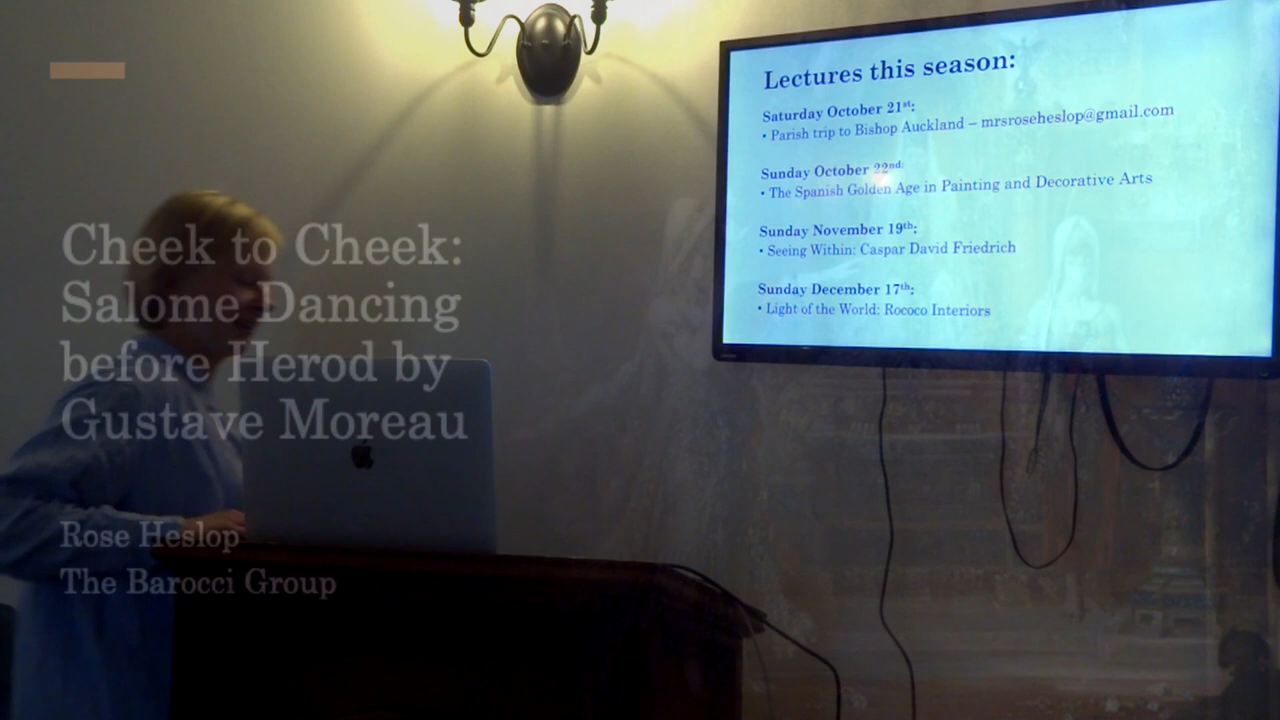 Cheek to Cheek:
Salome Dancing
before Herod by
Gustave Moreau
Rose Heslop
The Barocci Group
Lectures this season:
Saturday October 21st:
• Parish trip to Bishop Auckland – mrsroseheslop@gmail.com
Sunday October 22nd:
• The Spanish Golden Age in Painting and Decorative Arts
Sunday November 19th:
• Seeing Within: Caspar David Friedrich
Sunday December 17th:
• Light of the World: Rococo Interiors